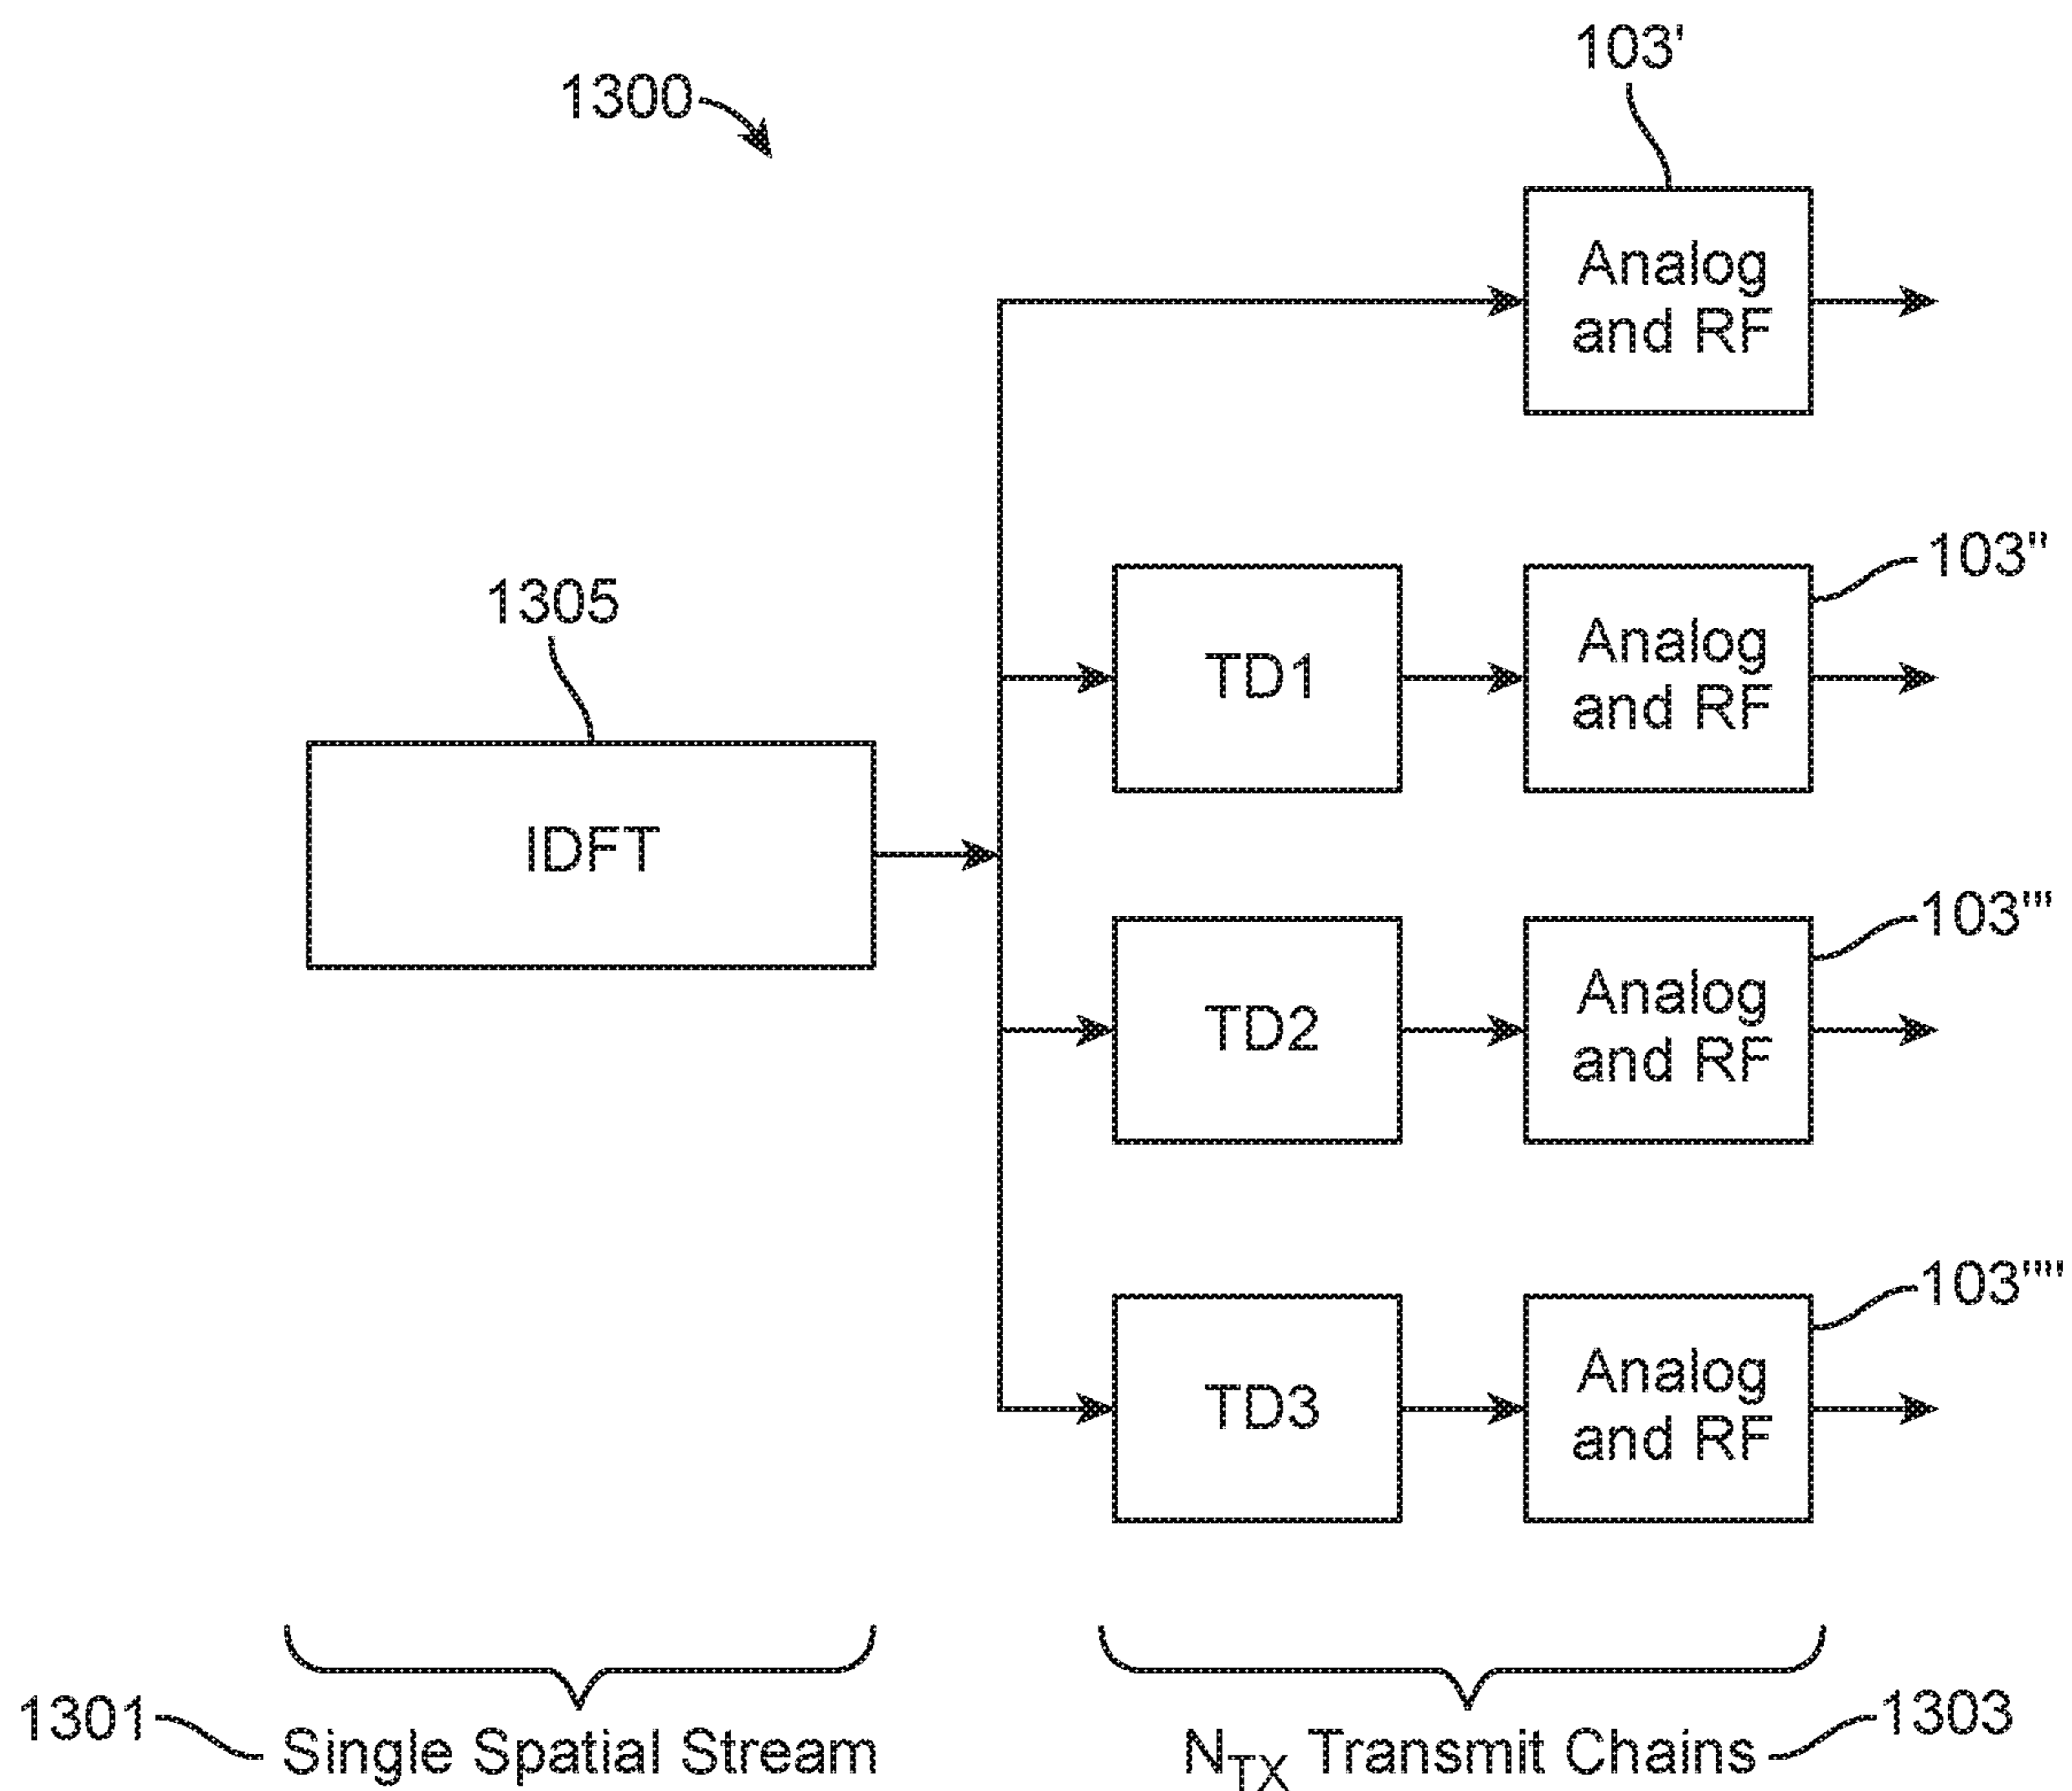 103'
1300
Analog
and RF
103"
1305
TD1
Analog
and RF
IDFT
103'"
TD2
Analog
and RF
103""
TD3
Analog
and RF
1301
Single Spatial Stream
NTX Transmit Chains
1303